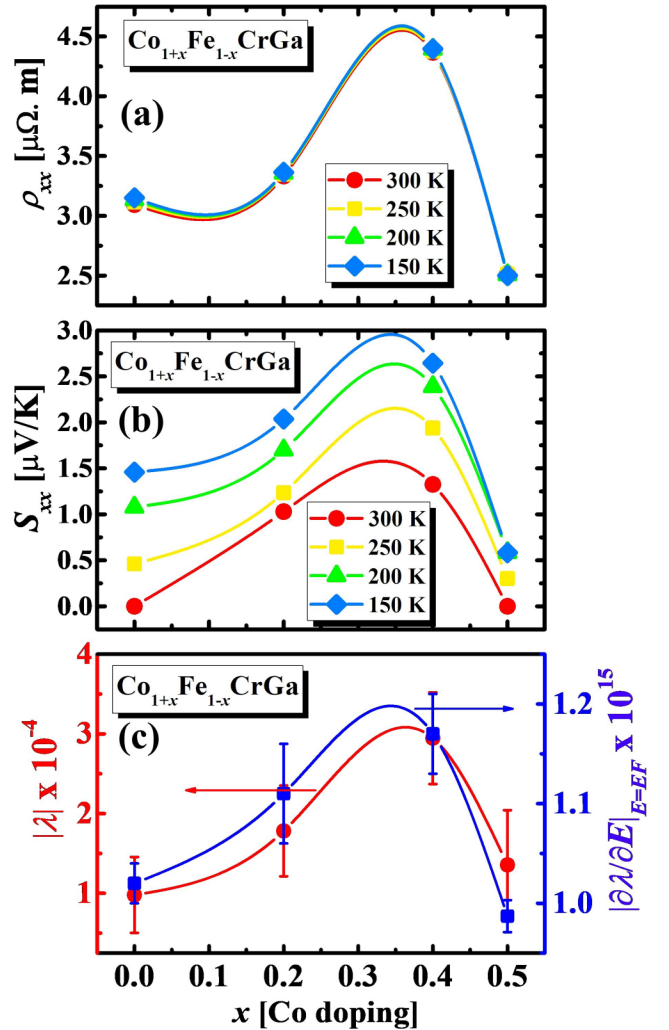 4.5
4.0
3.5
3.0
2.5
ρxx [μΩ. m]
Co1+xFe1-xCrGa
(a)
300 K
250 K
200 K
150 K
3.0
2.5
2.0
1.5
1.0
0.5
0.0
Sxx [μV/K]
Co1+xFe1-xCrGa
(b)
300 K
250 K
200 K
150 K
4
3
2
1
|λ| x 10-4
Co1+xFe1-xCrGa
(c)
1.2
1.11
1.0
|∂λ/∂E|E=EF x 1015
0.0 0.1 0.2 0.3 0.4 0.5
x [Co doping]